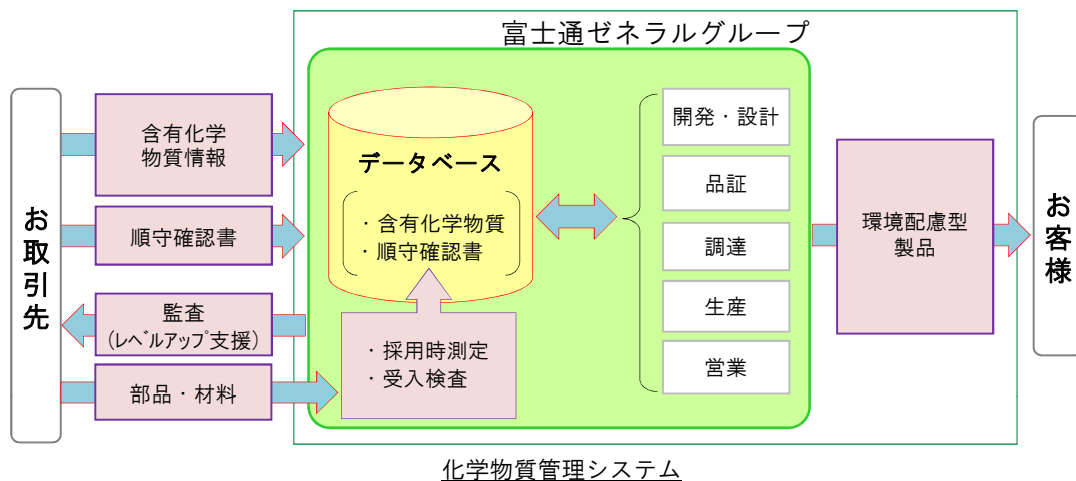 富士通ゼネラルグループ
お取引先
含有化学
物質情報
順守確認書
監査
(レベルアップ支援)
部品・材料
データベース
・含有化学物質
・順守確認書
・採用時測定
・受入検査
開発・設計
品証
調達
生産
営業
環境配慮型
製品
お客様
化学物質管理システム